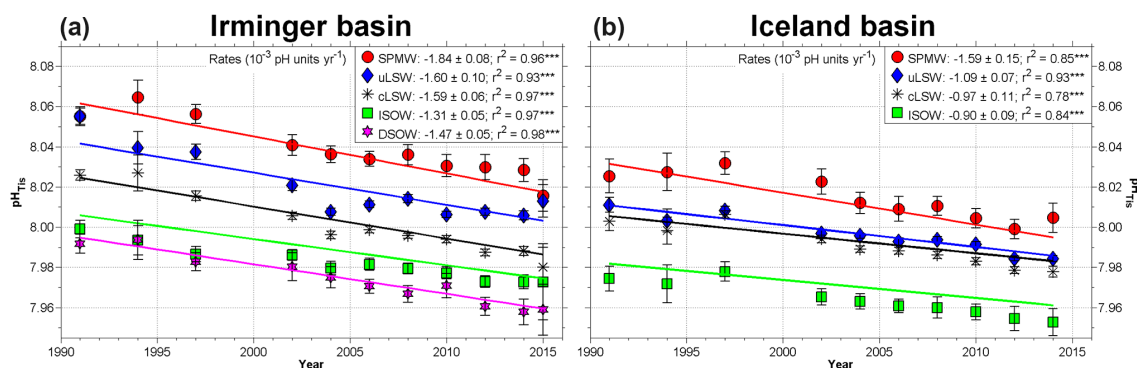 (a) Irminger basin
Rates (10⁻³ pH units yr⁻¹)
SPMW: -1.84 ± 0.08; r² = 0.96***
uLSW: -1.60 ± 0.10; r² = 0.93***
cLSW: -1.59 ± 0.06; r² = 0.97***
ISOW: -1.31 ± 0.05; r² = 0.97***
DSOW: -1.47 ± 0.05; r² = 0.98***
pH_Tis
8.08
8.06
8.04
8.02
8.00
7.98
7.96
1990 1995 2000 2005 2010 2015
Year
(b) Iceland basin
Rates (10⁻³ pH units yr⁻¹)
SPMW: -1.59 ± 0.15; r² = 0.85***
uLSW: -1.09 ± 0.07; r² = 0.93***
cLSW: -0.97 ± 0.11; r² = 0.78***
ISOW: -0.90 ± 0.09; r² = 0.84***
8.08
8.06
8.04
8.02
8.00
7.98
7.96
pH_Tis
1990 1995 2000 2005 2010 2015
Year